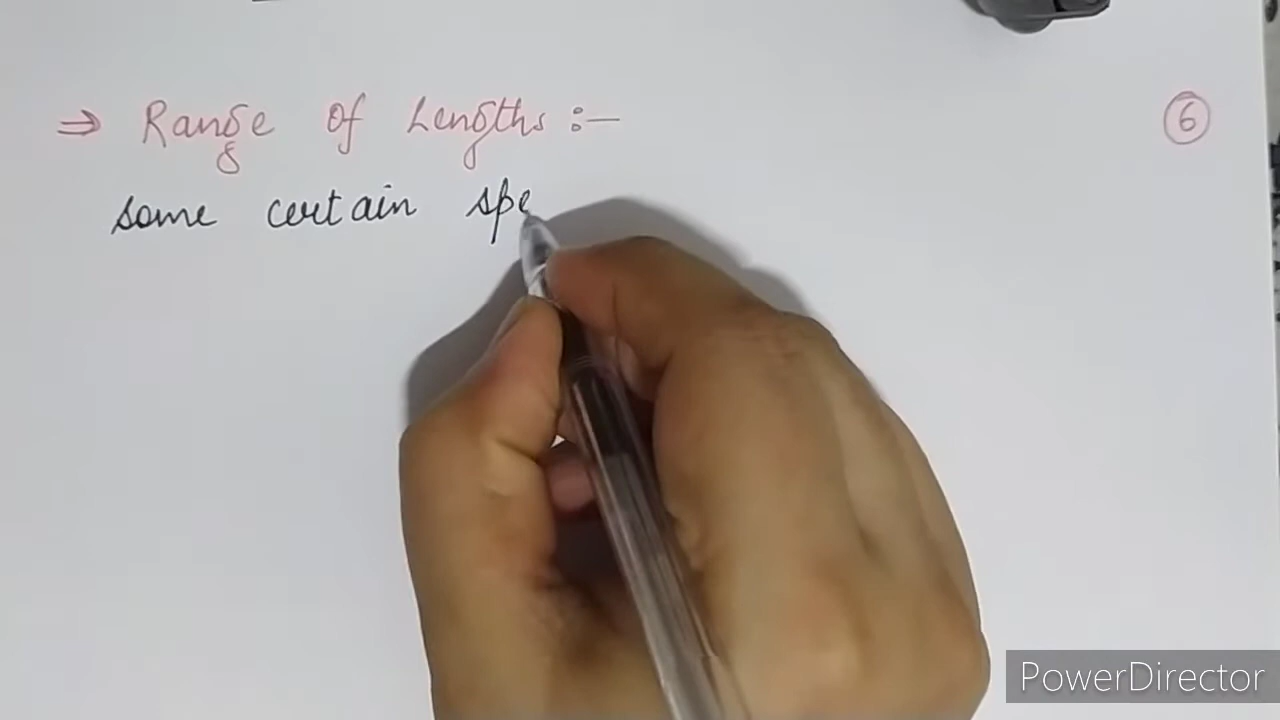 ⇒ Range of Lengths :- 6
some certain spe
PowerDirector